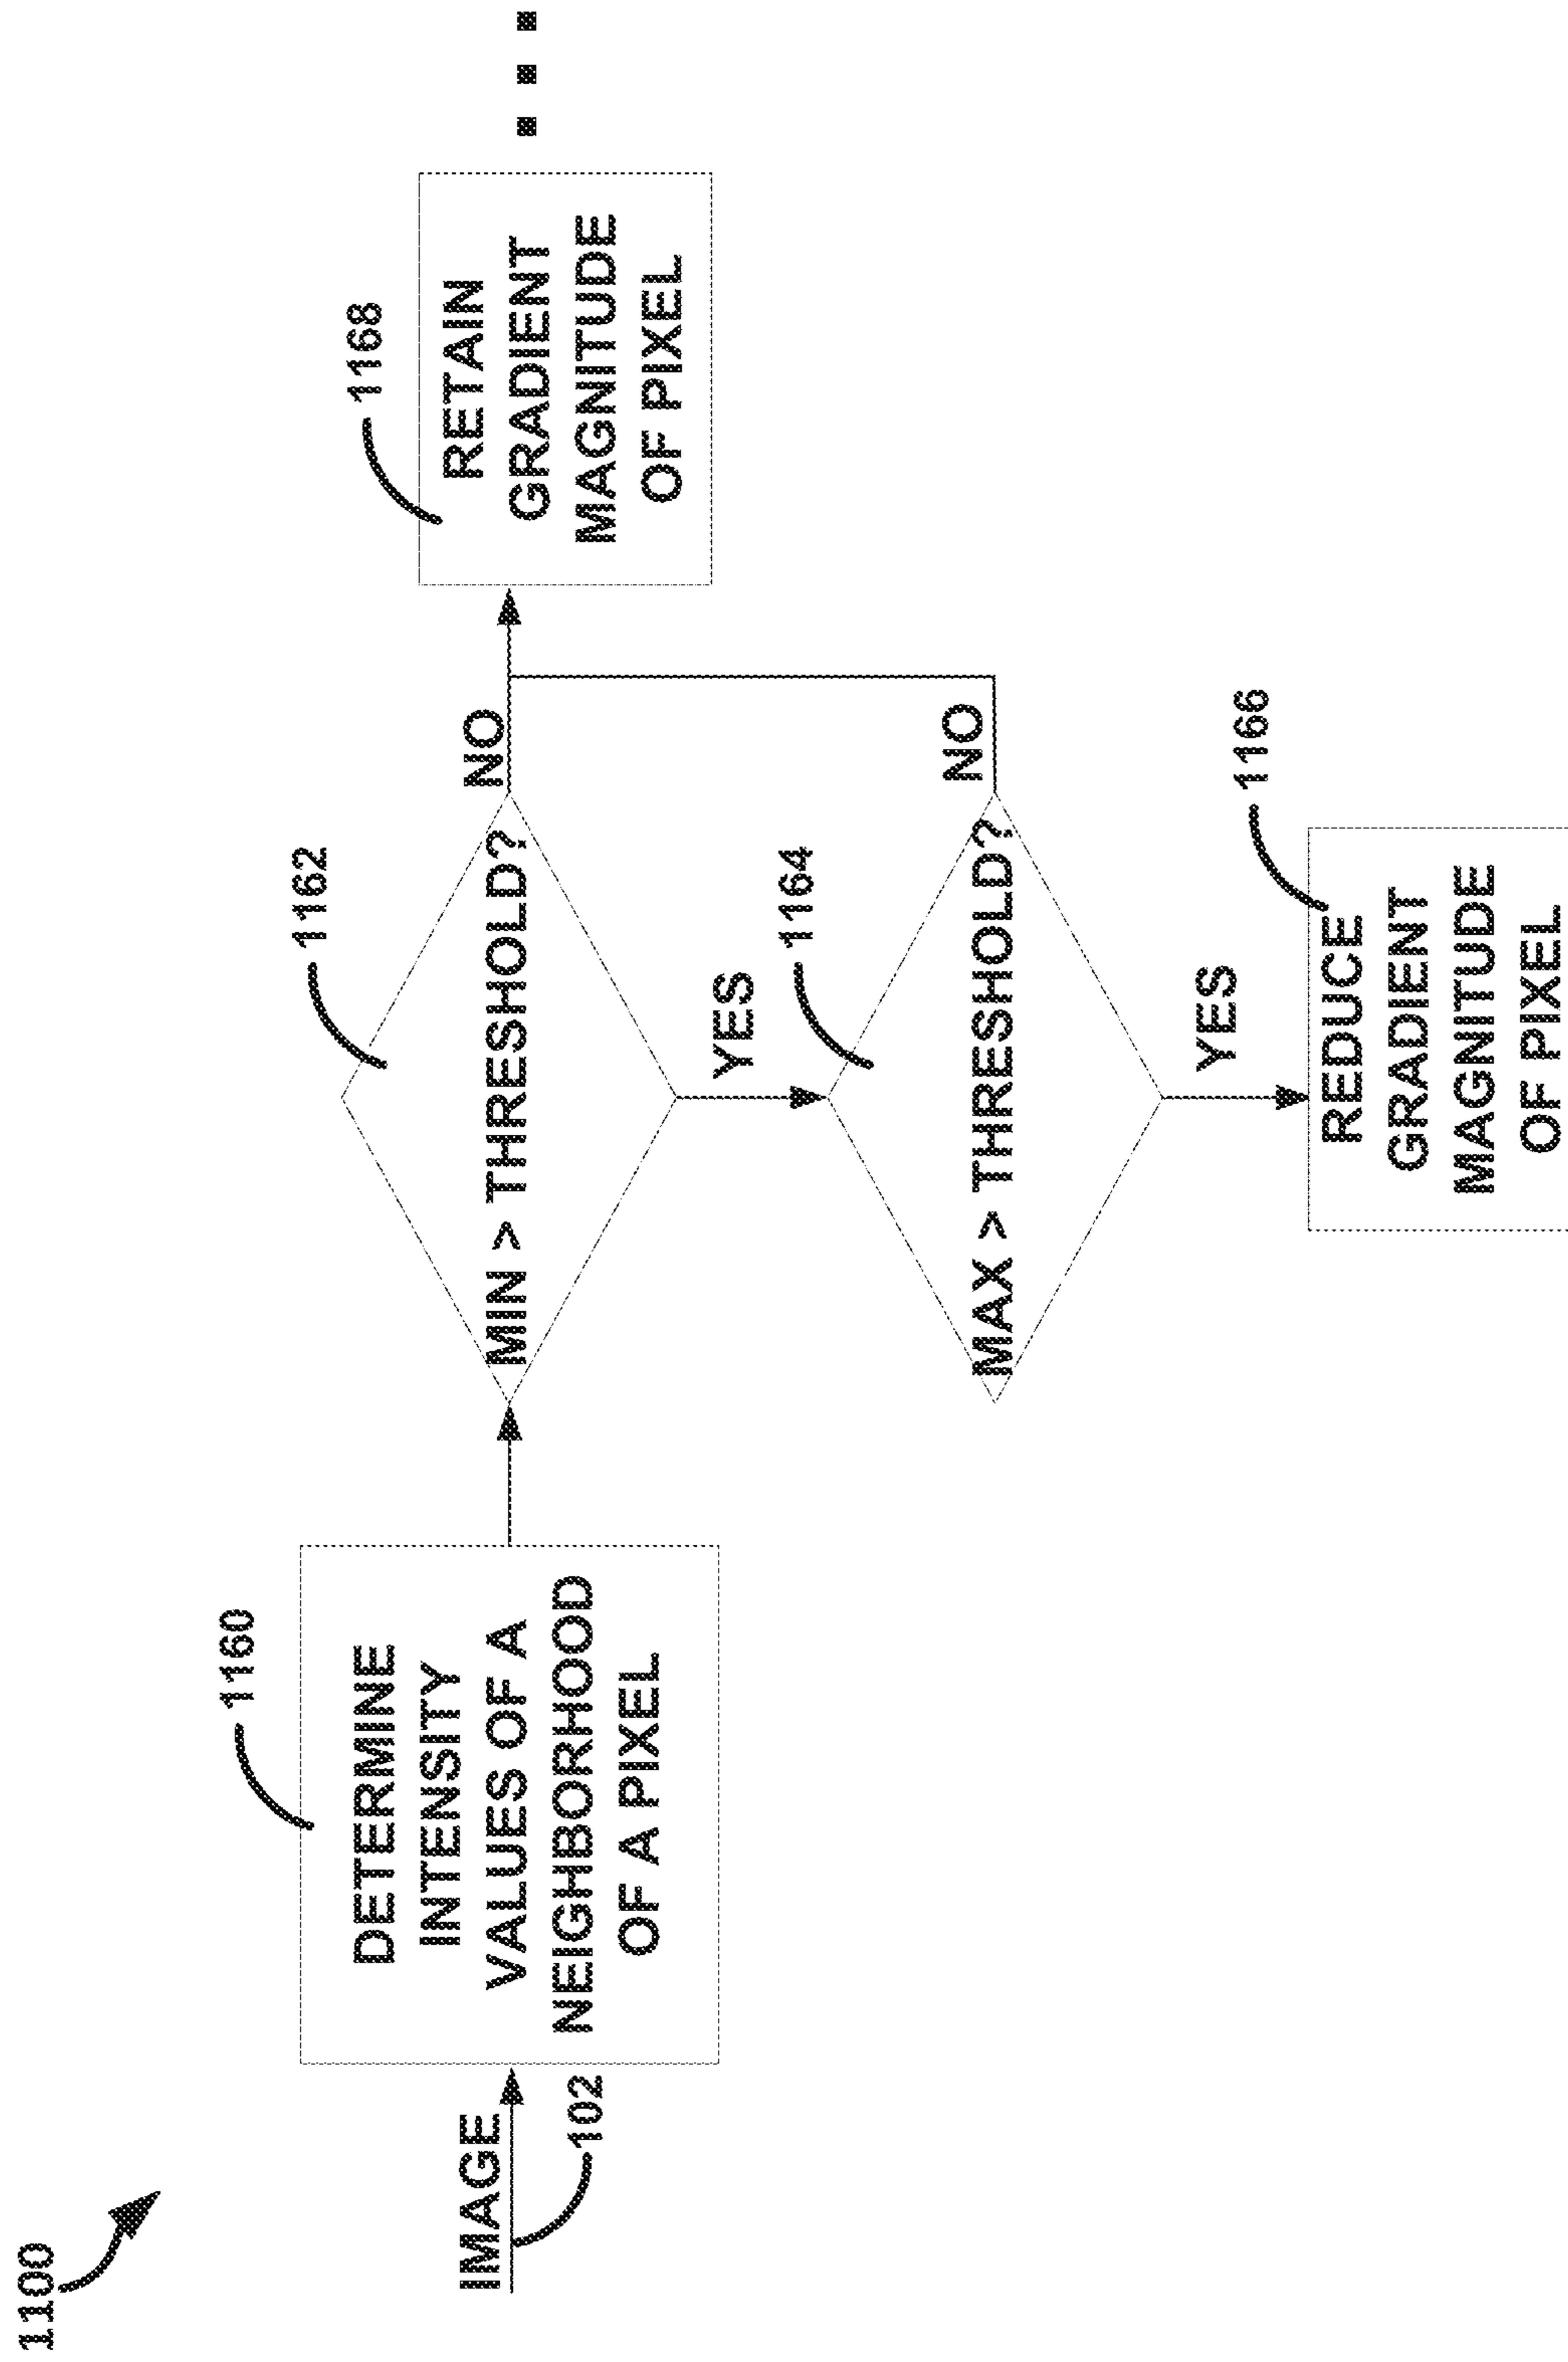 1100
IMAGE
102
1160
DETERMINE
INTENSITY
VALUES OF A
NEIGHBORHOOD
OF A PIXEL
1162
MIN > THRESHOLD?
NO
YES
1164
MAX > THRESHOLD?
NO
YES
1166
REDUCE
GRADIENT
MAGNITUDE
OF PIXEL
1168
RETAIN
GRADIENT
MAGNITUDE
OF PIXEL